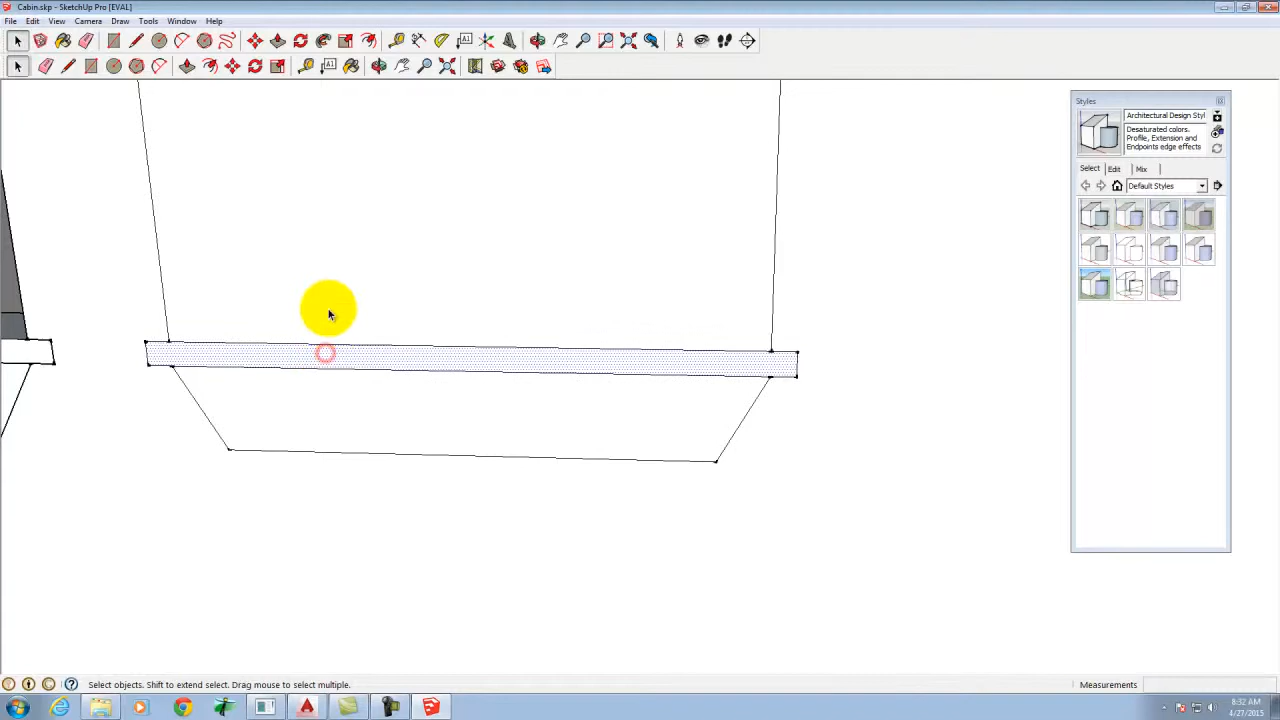 Cabin.skp - SketchUp Pro [EVAL]
File Edit View Camera Draw Tools Window Help
Styles
Architectural Design Styl
Desaturated colors.
Profile, Extension and
Endpoints edge effects
Select Edit Mix
Default Styles
Select objects. Shift to extend select. Drag mouse to select multiple.
Measurements
8:32 AM
4/27/2015